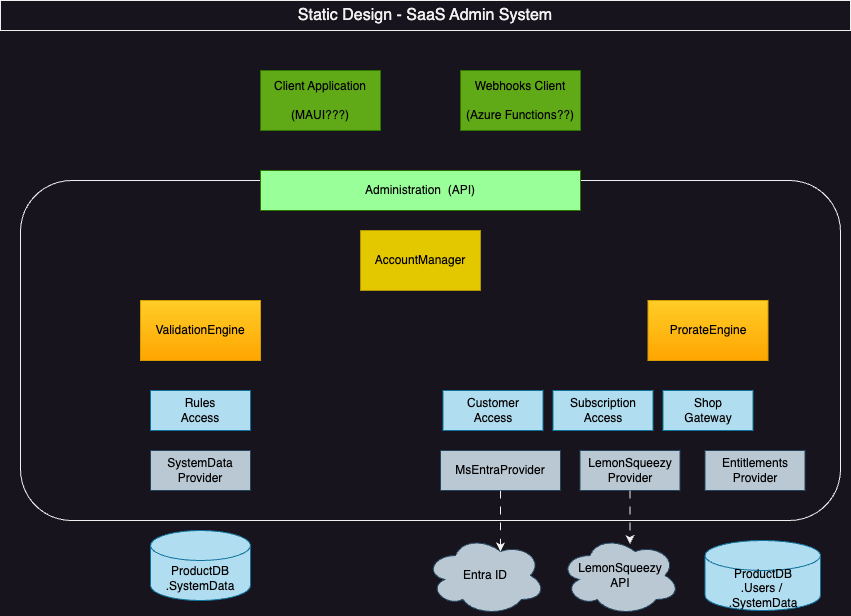 Static Design - SaaS Admin System
Client Application
(MAUI???)
Webhooks Client
(Azure Functions??)
Administration (API)
AccountManager
ValidationEngine
ProrateEngine
Rules
Access
Customer
Access
Subscription
Access
Shop
Gateway
SystemData
Provider
MsEntraProvider
LemonSqueezy
Provider
Entitlements
Provider
ProductDB
.SystemData
Entra ID
LemonSqueezy
API
ProductDB
.Users /
.SystemData